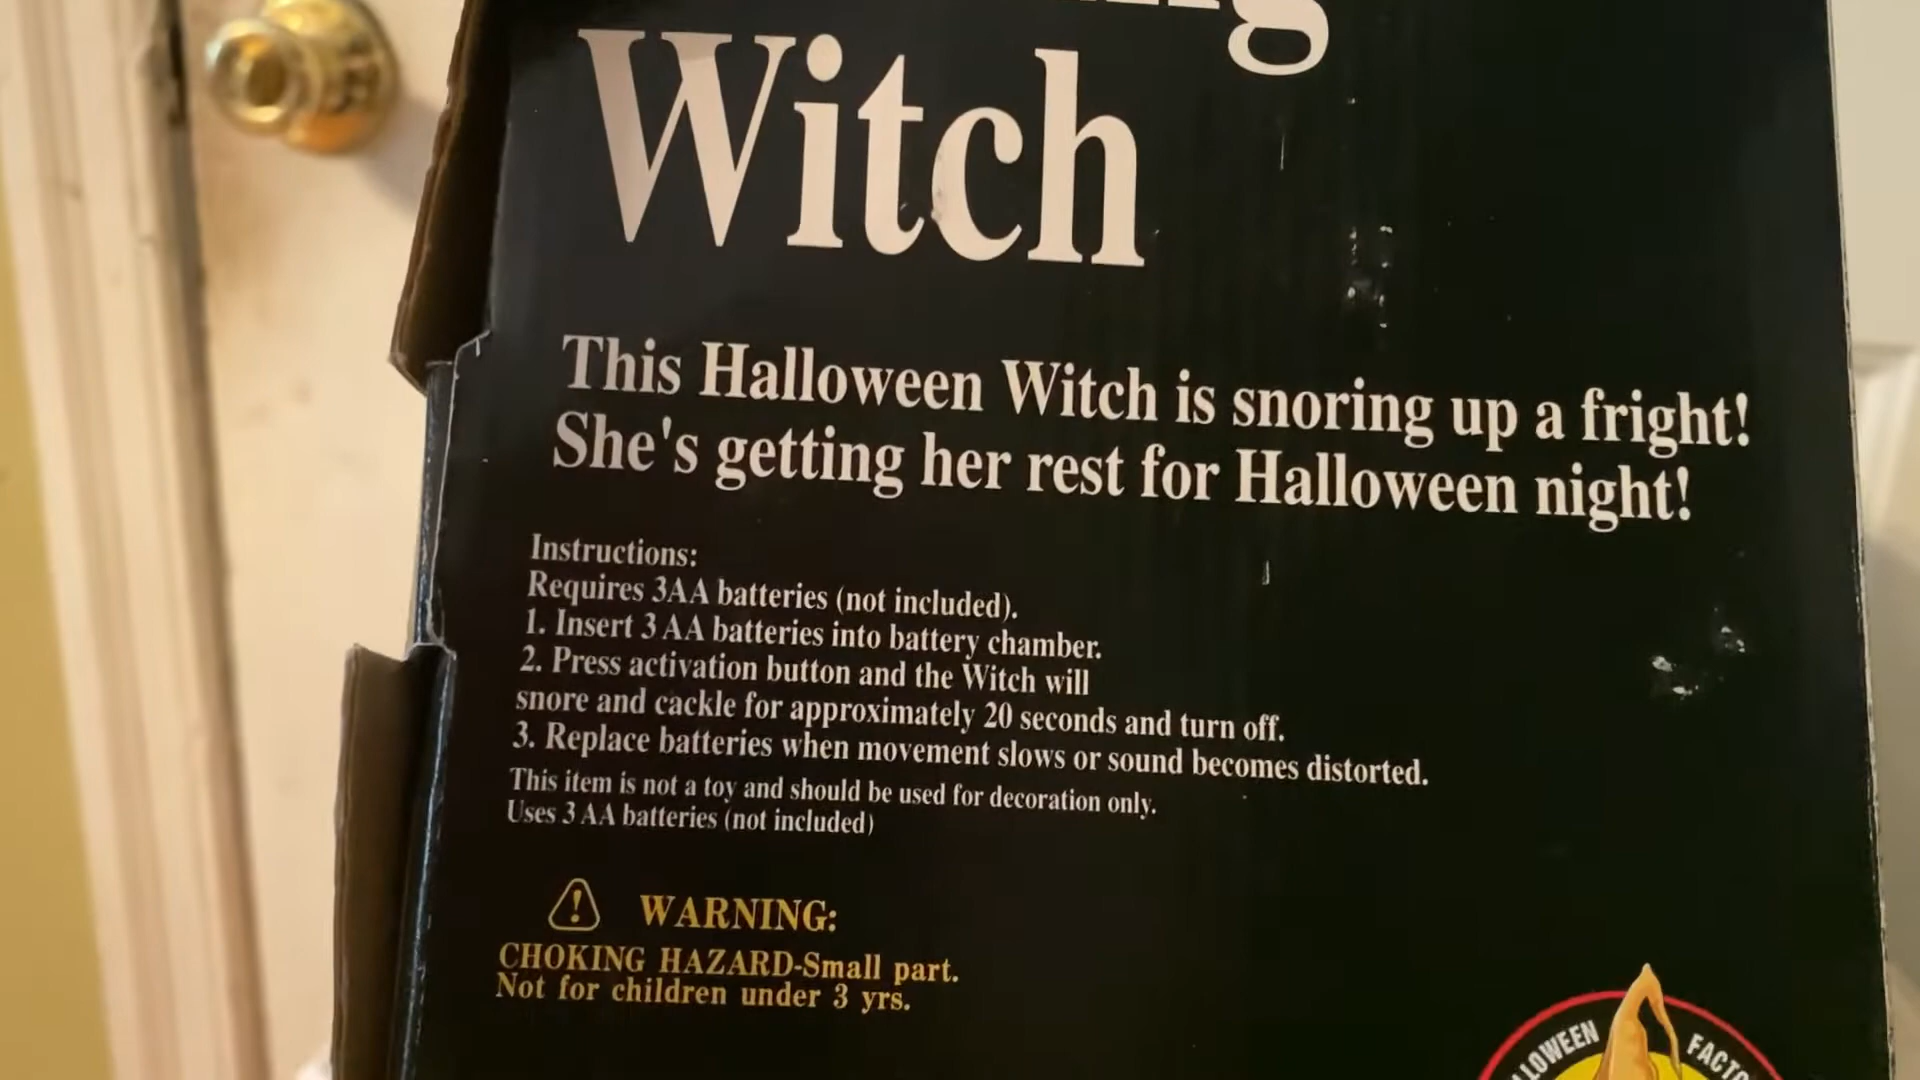 Witch
This Halloween Witch is snoring up a fright!
She's getting her rest for Halloween night!
Instructions:
Requires 3AA batteries (not included).
1. Insert 3 AA batteries into battery chamber.
2. Press activation button and the Witch will
snore and cackle for approximately 20 seconds and turn off.
3. Replace batteries when movement slows or sound becomes distorted.
This item is not a toy and should be used for decoration only.
Uses 3 AA batteries (not included)
WARNING:
CHOKING HAZARD-Small part.
Not for children under 3 yrs.